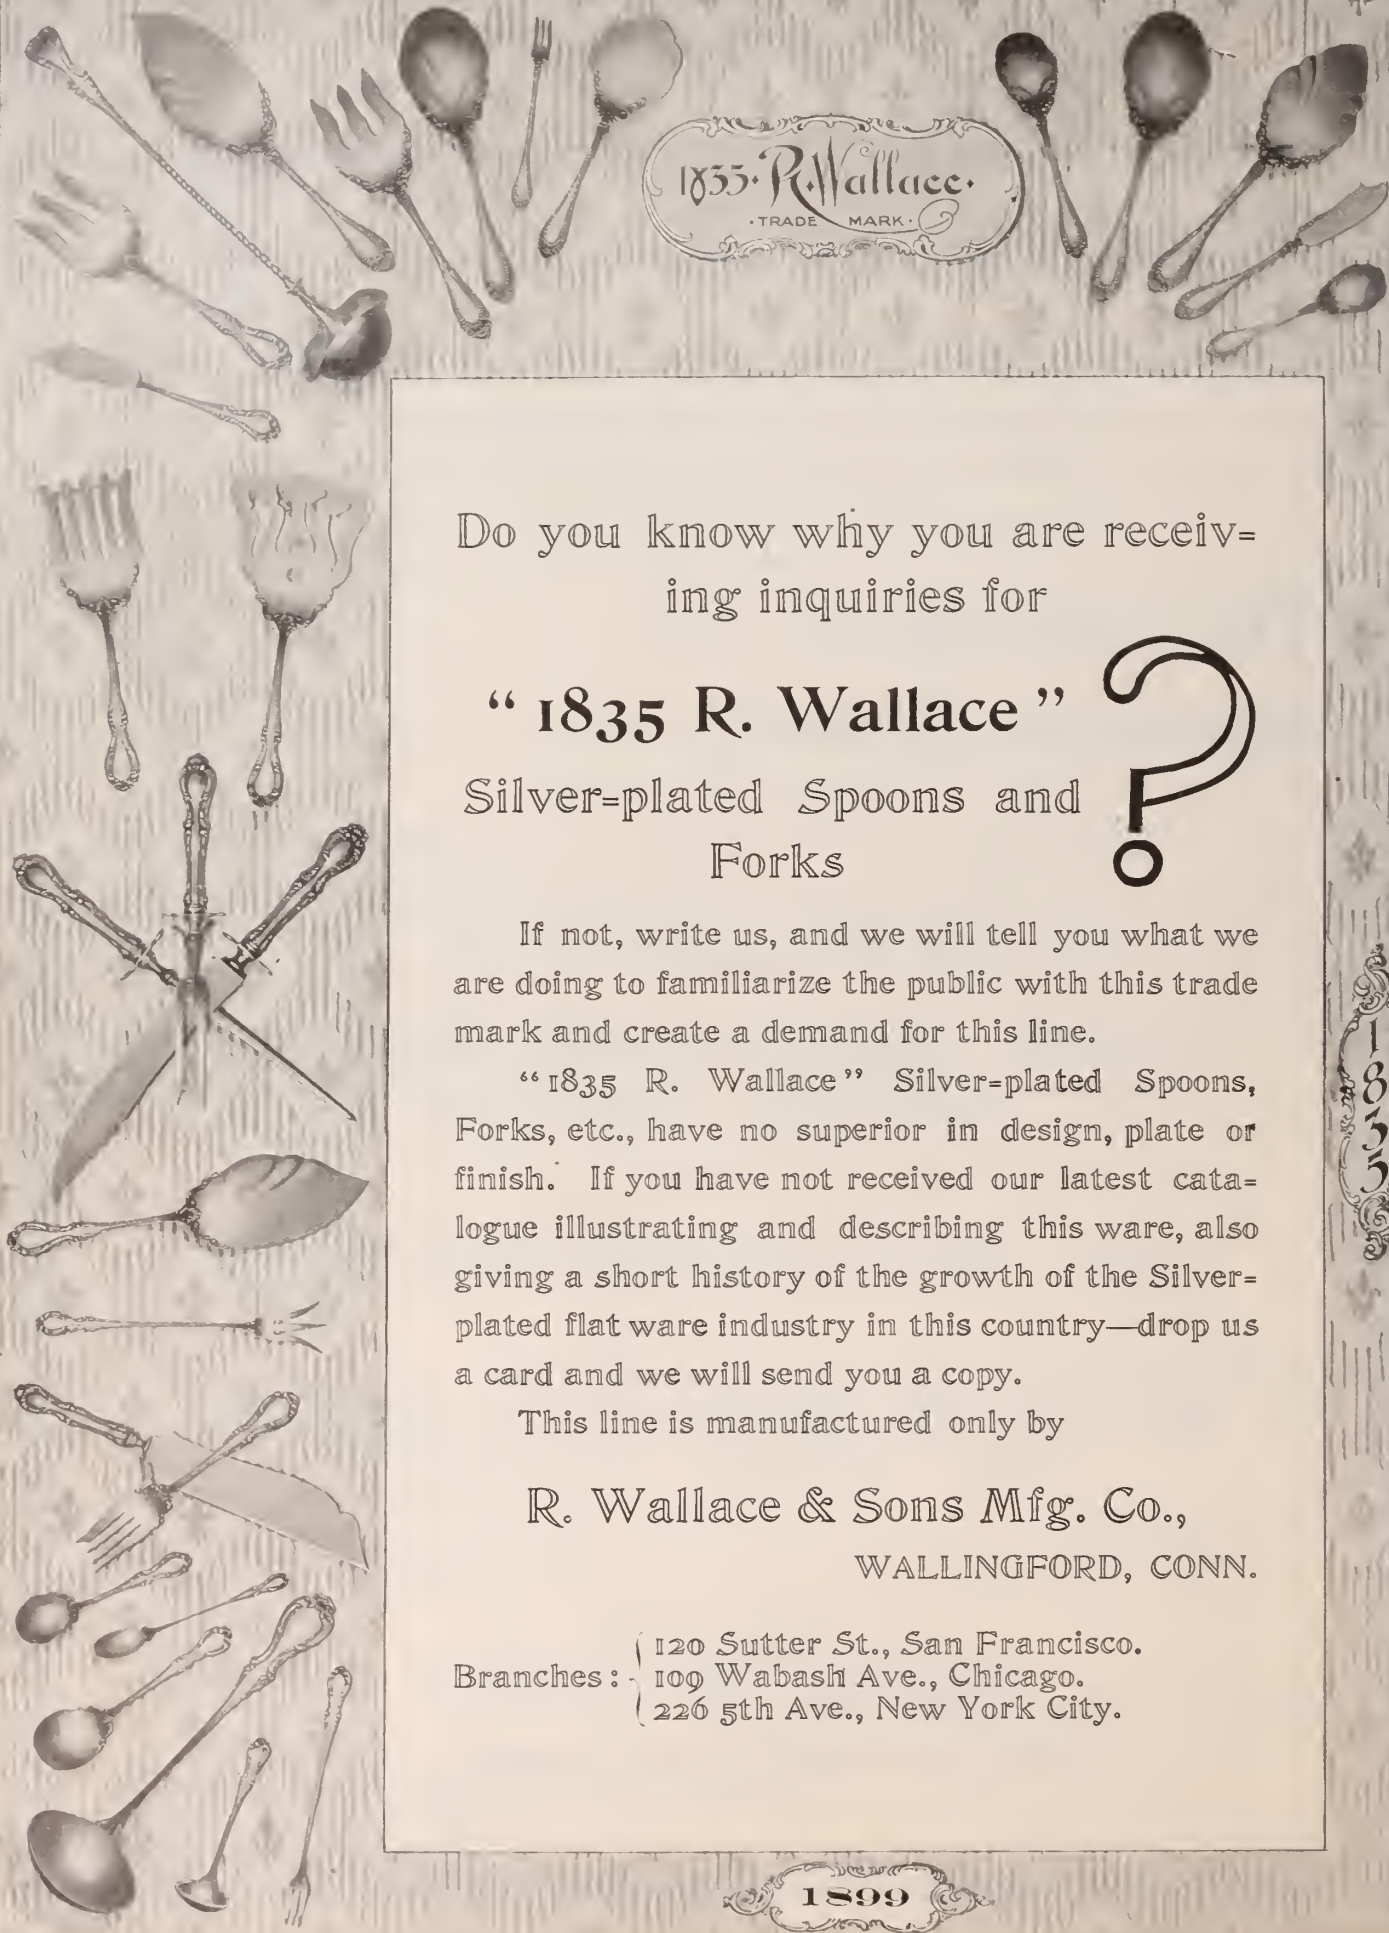 1835·R.Wallace·
·TRADE MARK·
Do you know why you are receiv=
ing inquiries for
“ 1835 R. Wallace ” ?
Silver=plated Spoons and
Forks
If not, write us, and we will tell you what we
are doing to familiarize the public with this trade
mark and create a demand for this line.
“1835 R. Wallace” Silver=plated Spoons,
Forks, etc., have no superior in design, plate or
finish. If you have not received our latest cata=
logue illustrating and describing this ware, also
giving a short history of the growth of the Silver=
plated flat ware industry in this country—drop us
a card and we will send you a copy.
This line is manufactured only by
R. Wallace & Sons Mfg. Co.,
WALLINGFORD, CONN.
Branches:
120 Sutter St., San Francisco.
109 Wabash Ave., Chicago.
226 5th Ave., New York City.
1835
1899